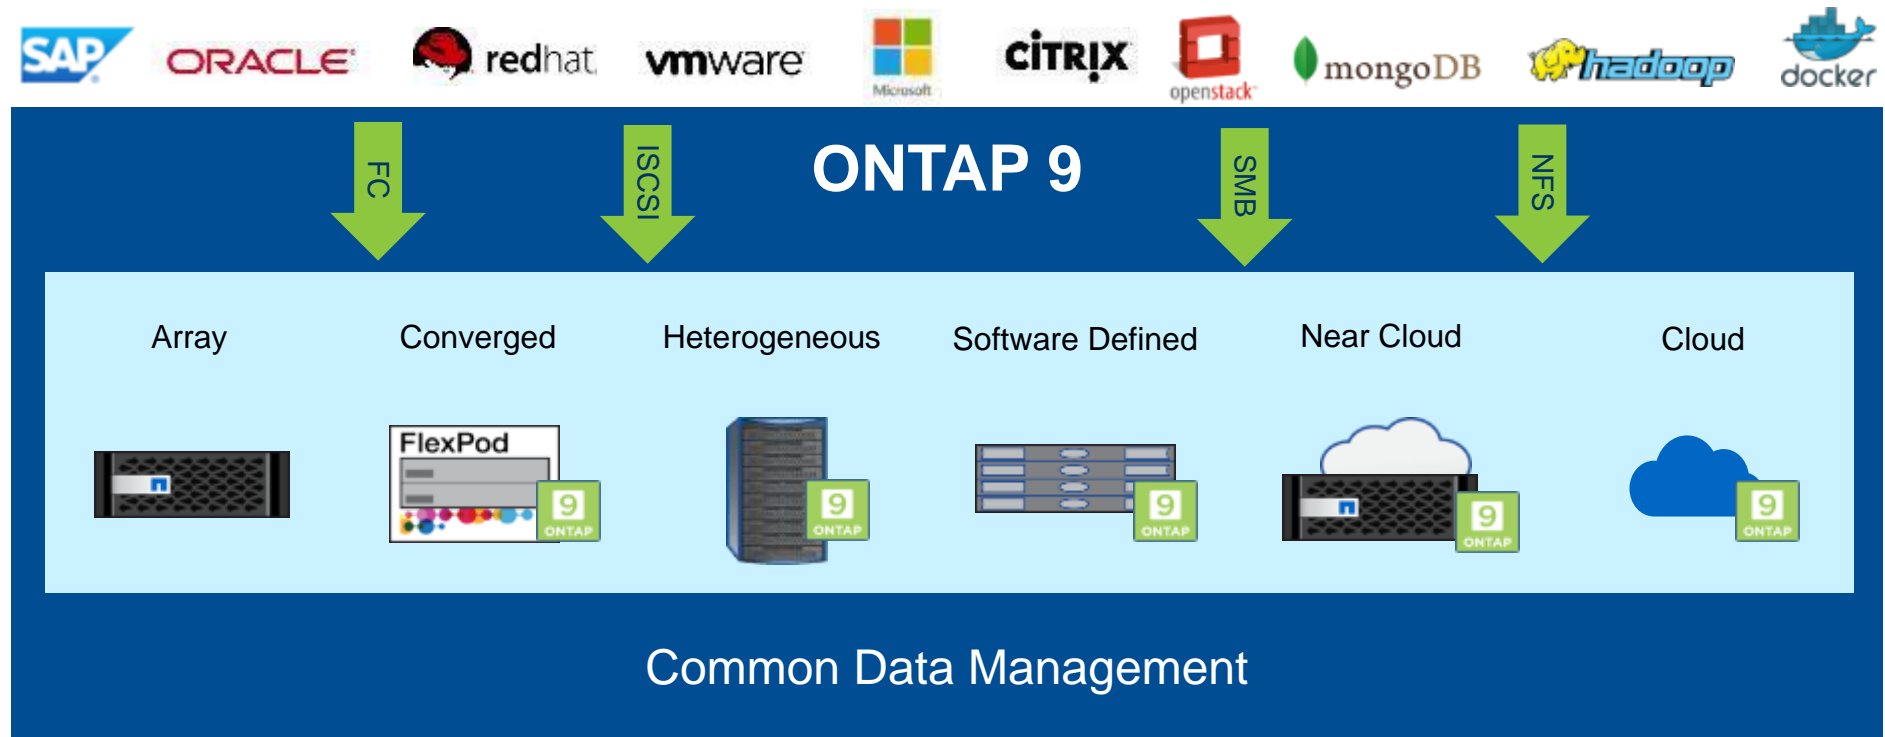 SAP
ORACLE
redhat
vmware
Microsoft
CITRIX
openstack
mongoDB
hadoop
docker
FC
ISCSI
ONTAP 9
SMB
NFS
Array
Converged
Heterogeneous
Software Defined
Near Cloud
Cloud
FlexPod
9
ONTAP
9
ONTAP
9
ONTAP
9
ONTAP
9
ONTAP
Common Data Management